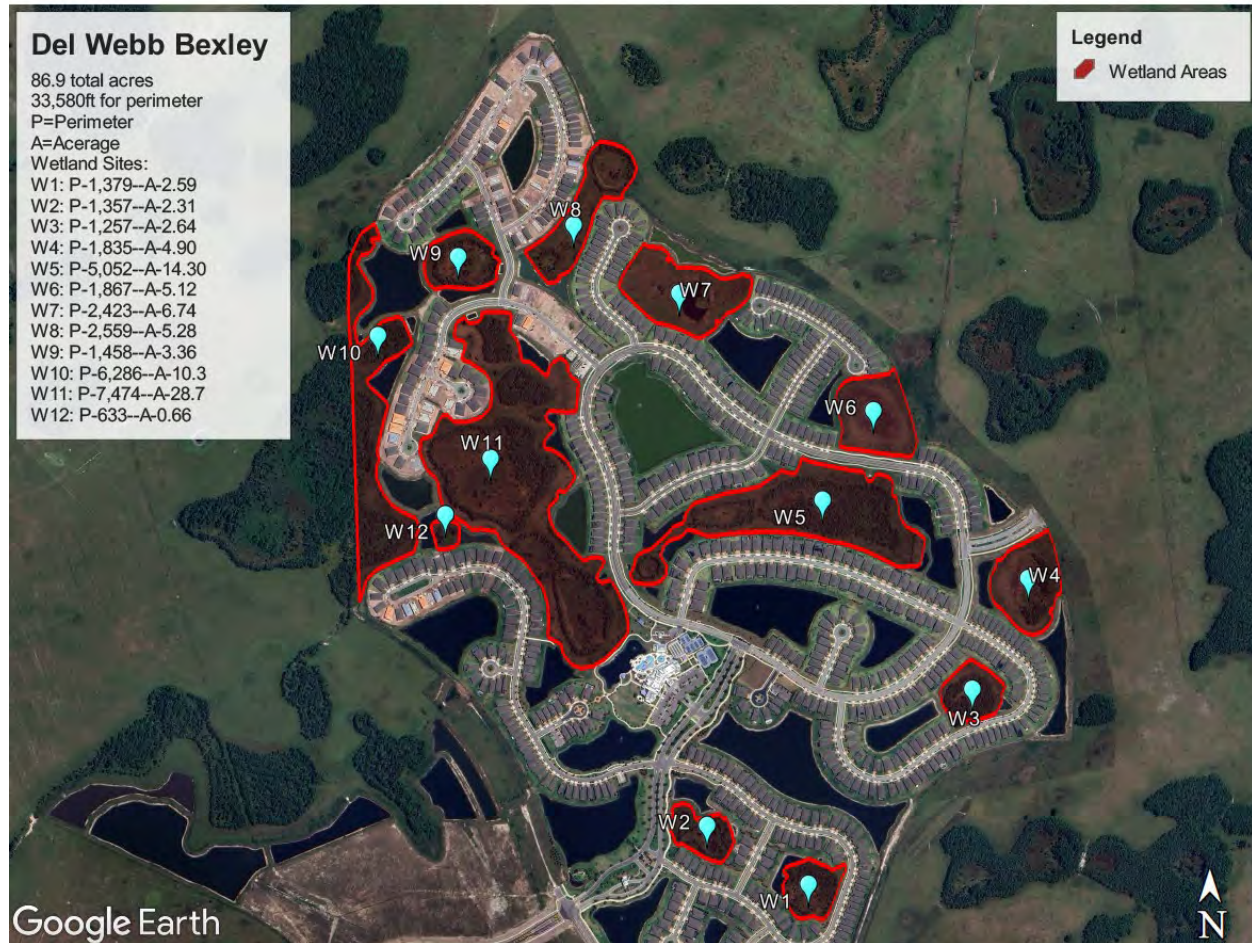 Del Webb Bexley
86.9 total acres
33,580ft for perimeter
P=Perimeter
A=Acerage
Wetland Sites:
W1: P-1,379--A-2.59
W2: P-1,357--A-2.31
W3: P-1,257--A-2.64
W4: P-1,835--A-4.90
W5: P-5,052--A-14.30
W6: P-1,867--A-5.12
W7: P-2,423--A-6.74
W8: P-2,559--A-5.28
W9: P-1,458--A-3.36
W10: P-6,286--A-10.3
W11: P-7,474--A-28.7
W12: P-633--A-0.66
Legend
Wetland Areas
W8
W9
W7
W10
W6
W11
W5
W12
W4
W3
W2
W1
Google Earth
N